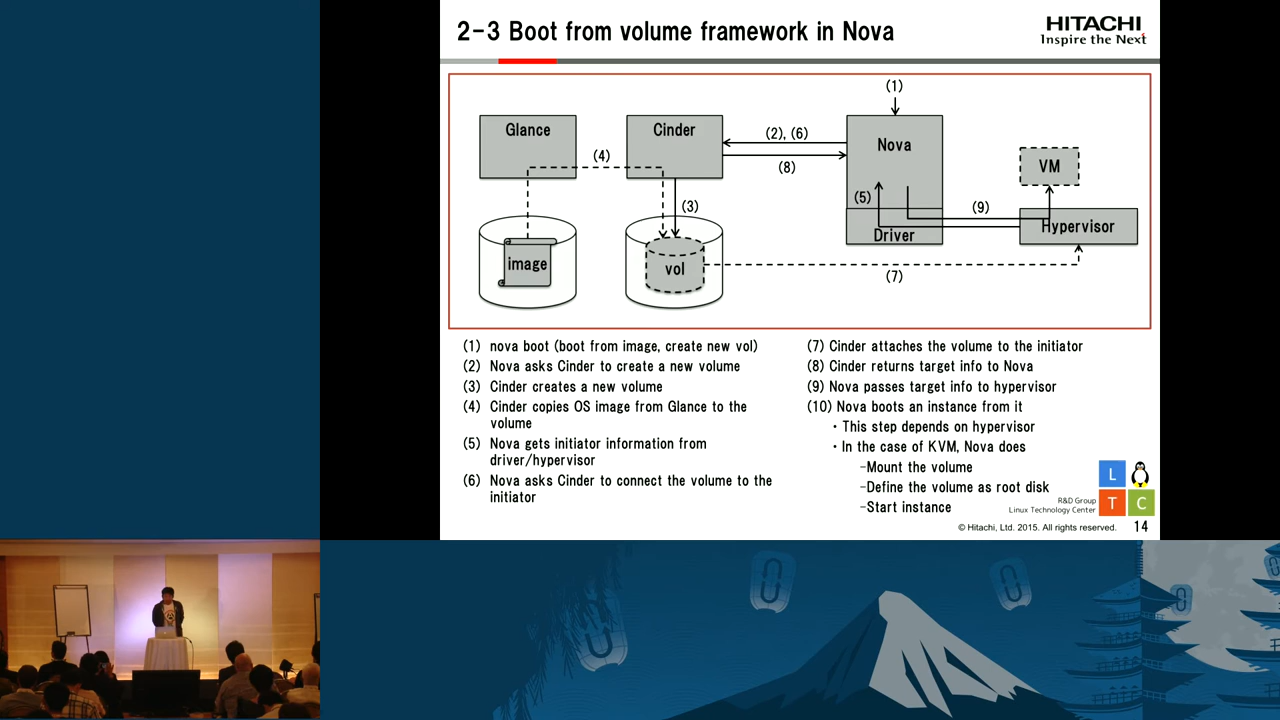 2-3 Boot from volume framework in Nova
HITACHI
Inspire the Next
(1)
Glance
Cinder
(2), (6)
Nova
(4)
(8)
VM
(5)
(3)
(9)
Driver
Hypervisor
image
vol
(7)
(1) nova boot (boot from image, create new vol)
(2) Nova asks Cinder to create a new volume
(3) Cinder creates a new volume
(4) Cinder copies OS image from Glance to the
volume
(5) Nova gets initiator information from
driver/hypervisor
(6) Nova asks Cinder to connect the volume to the
initiator
(7) Cinder attaches the volume to the initiator
(8) Cinder returns target info to Nova
(9) Nova passes target info to hypervisor
(10) Nova boots an instance from it
・This step depends on hypervisor
・In the case of KVM, Nova does
-Mount the volume
-Define the volume as root disk
-Start instance
L
T C
R&D Group
Linux Technology Center
© Hitachi, Ltd. 2015. All rights reserved.
14